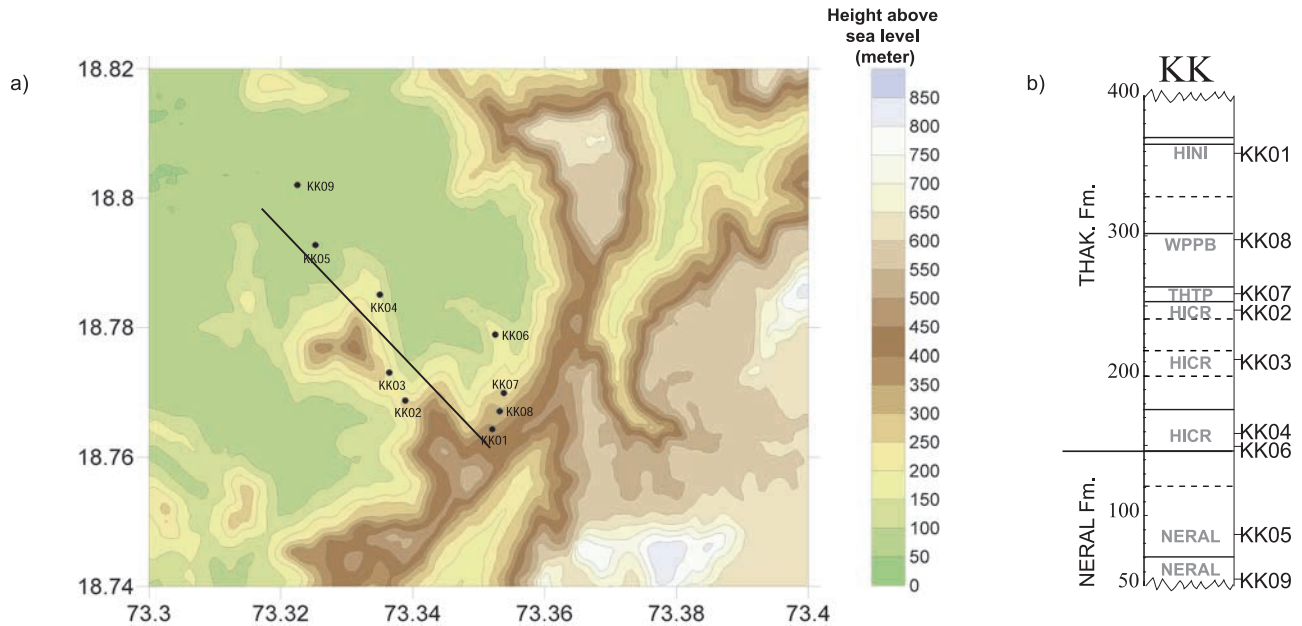 a)
Height above
sea level
(meter)
18.82
18.8
18.78
18.76
18.74
73.3
73.32
73.34
73.36
73.38
73.4
KK09
KK05
KK04
KK06
KK03
KK07
KK02
KK08
KK01
850
800
750
700
650
600
550
500
450
400
350
300
250
200
150
100
50
0
b)
KK
400
300
200
100
50
THAK. Fm.
NERAL Fm.
HINI
WPPB
THTP
HICR
HICR
HICR
NERAL
NERAL
KK01
KK08
KK07
KK02
KK03
KK04
KK06
KK05
KK09